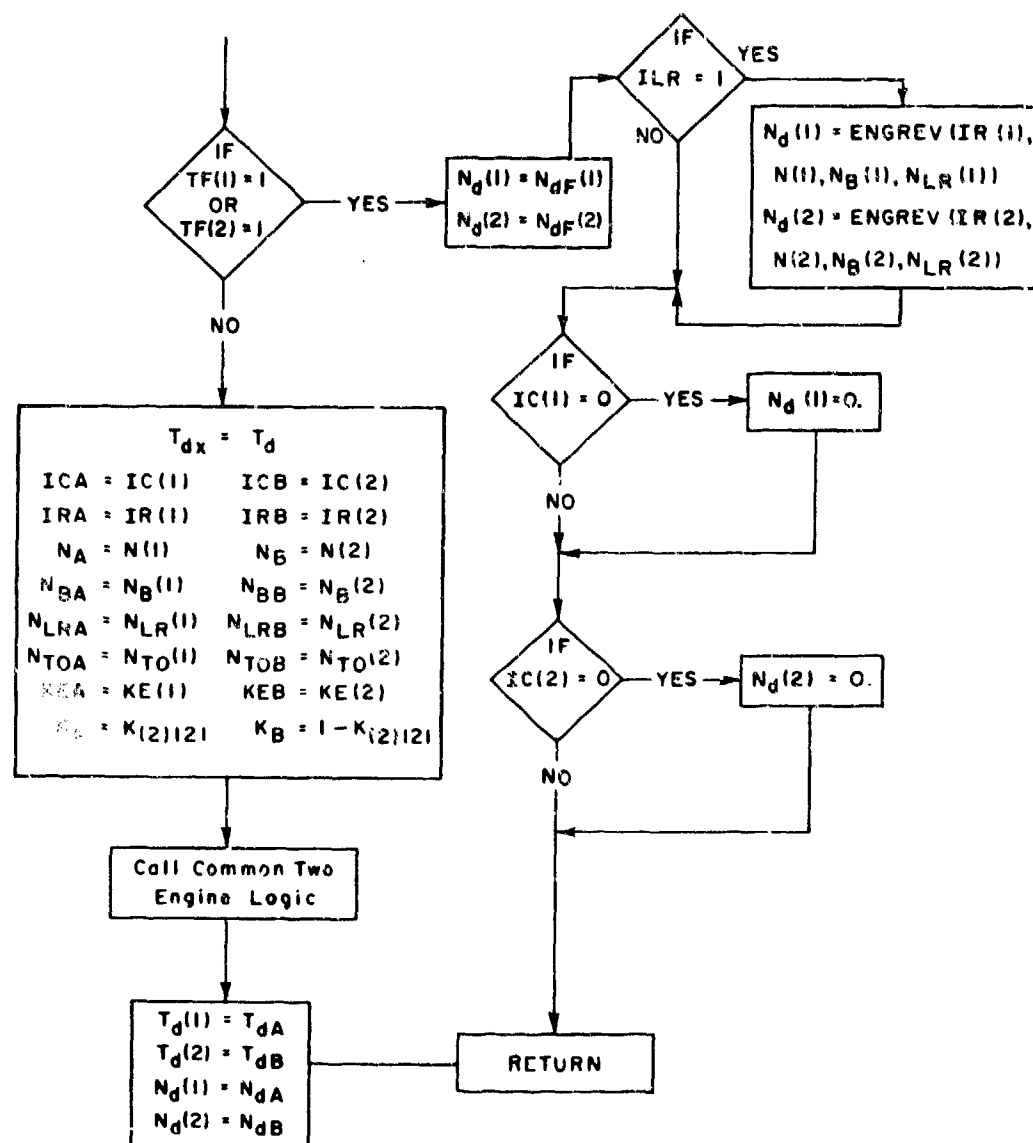 IF
TF(1)=1
OR
TF(2)=1
YES
NO
Nd(1) = NdF(1)
Nd(2) = NdF(2)
IF
ILR = 1
YES
NO
Nd(1) = ENGREV(IR(1),
N(1),NB(1),NLR(1))
Nd(2) = ENGREV(IR(2),
N(2),NB(2),NLR(2))
IF
IC(1) = 0
YES
Nd(1)=0.
NO
IF
IC(2) = 0
YES
Nd(2) = 0.
NO
Tdx = Td
ICA = IC(1) ICB = IC(2)
IRA = IR(1) IRB = IR(2)
NA = N(1) NB = N(2)
NBA = NB(1) NBB = NB(2)
NLRA = NLR(1) NLRB = NLR(2)
NTOA = NTO(1) NTOB = NTO(2)
KEA = KE(1) KEB = KE(2)
= K(2)121 KB = 1 - K(2)121
Call Common Two
Engine Logic
Td(1) = TdA
Td(2) = TdB
Nd(1) = NdA
Nd(2) = NdB
RETURN